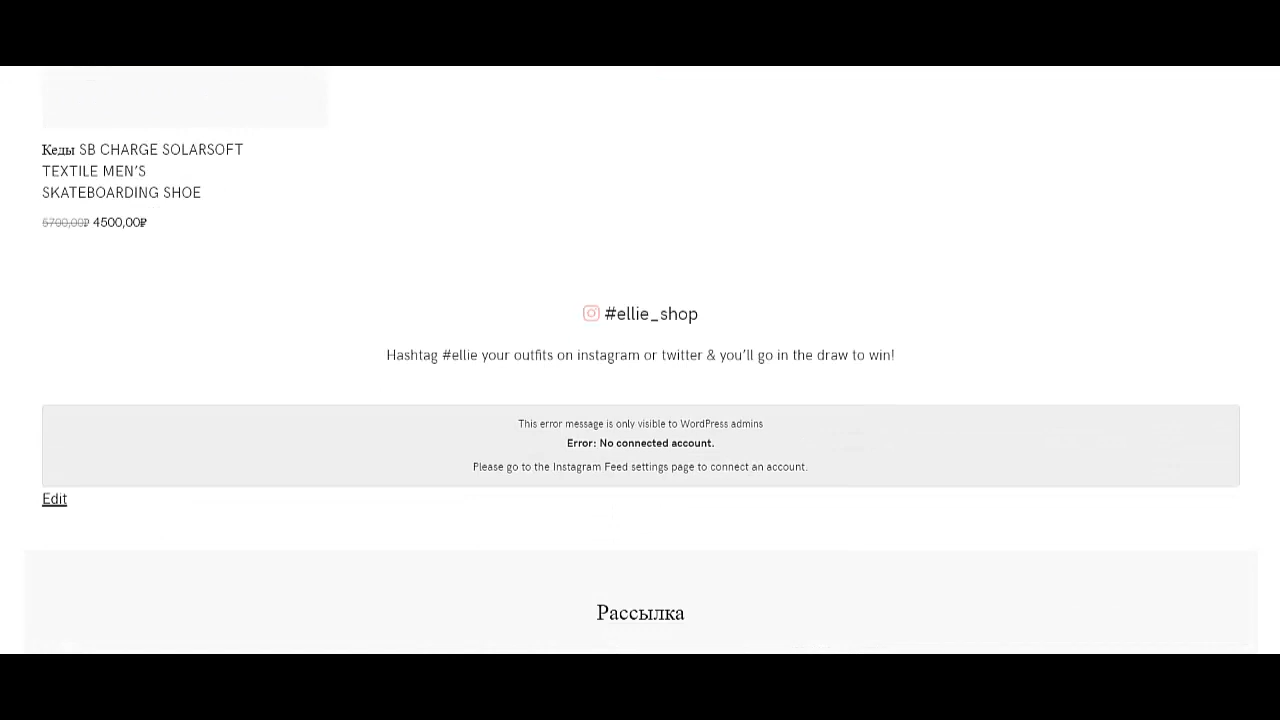 Кеды SB CHARGE SOLARSOFT
TEXTILE MEN’S
SKATEBOARDING SHOE
5700,00₽ 4500,00₽
#ellie_shop
Hashtag #ellie your outfits on instagram or twitter & you’ll go in the draw to win!
This error message is only visible to WordPress admins
Error: No connected account.
Please go to the Instagram Feed settings page to connect an account.
Edit
Рассылка